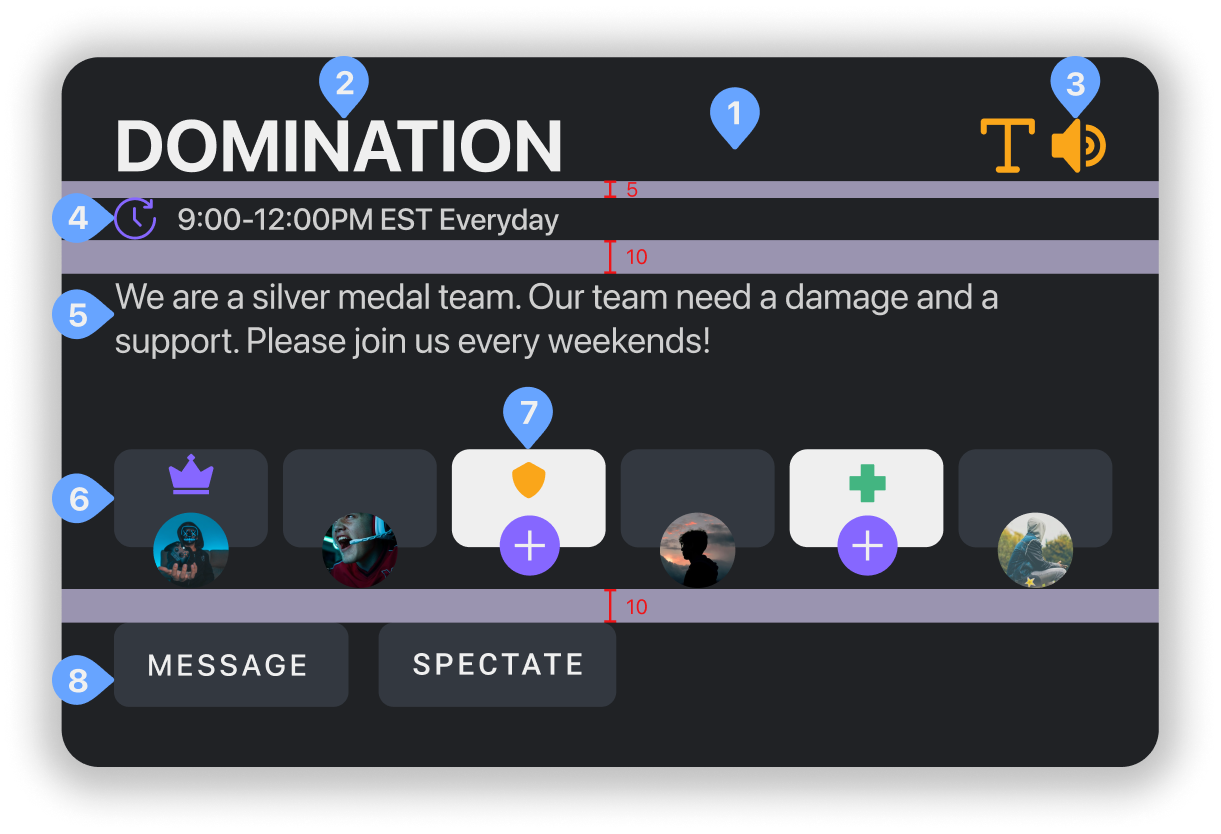 2
3
1
DOMINATION
T
5
4
9:00-12:00PM EST Everyday
10
5
We are a silver medal team. Our team need a damage and a
support. Please join us every weekends!
7
6
10
8
MESSAGE
SPECTATE